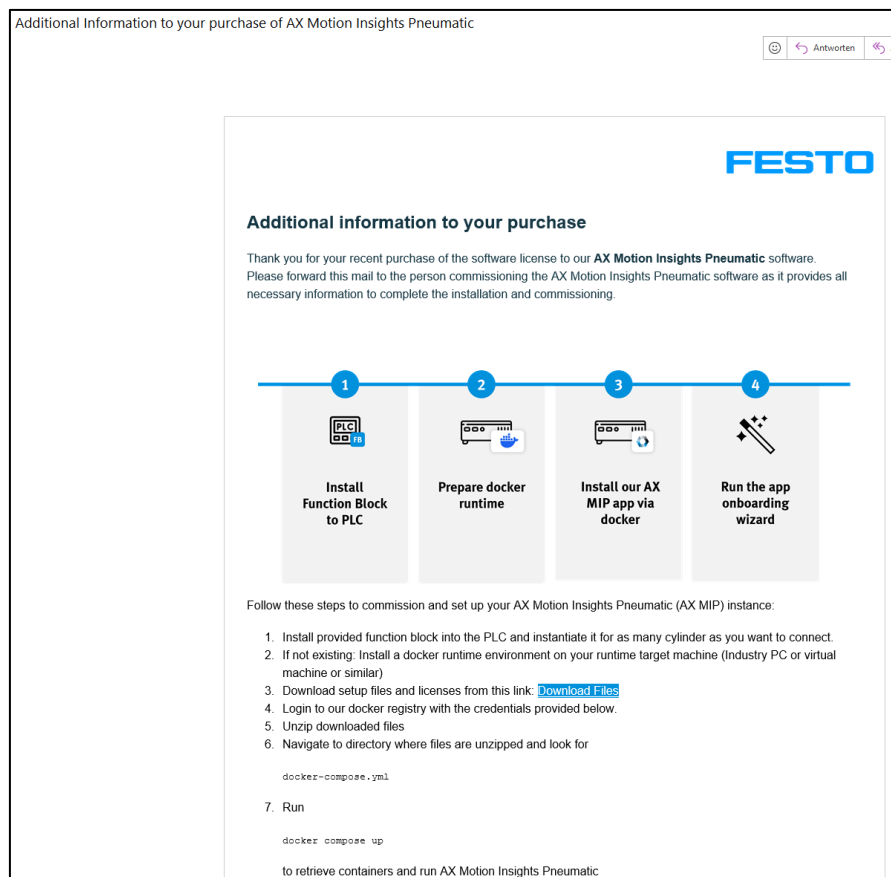 Additional Information to your purchase of AX Motion Insights Pneumatic
Antworten
FESTO
Additional information to your purchase
Thank you for your recent purchase of the software license to our AX Motion Insights Pneumatic software.
Please forward this mail to the person commissioning the AX Motion Insights Pneumatic software as it provides all
necessary information to complete the installation and commissioning.
1 2 3 4
PLC
FB
Install
Function Block
to PLC
Prepare docker
runtime
Install our AX
MIP app via
docker
Run the app
onboarding
wizard
Follow these steps to commission and set up your AX Motion Insights Pneumatic (AX MIP) instance:
1. Install provided function block into the PLC and instantiate it for as many cylinder as you want to connect.
2. If not existing: Install a docker runtime environment on your runtime target machine (Industry PC or virtual
machine or similar)
3. Download setup files and licenses from this link: Download Files
4. Login to our docker registry with the credentials provided below.
5. Unzip downloaded files
6. Navigate to directory where files are unzipped and look for
docker-compose.yml
7. Run
docker compose up
to retrieve containers and run AX Motion Insights Pneumatic